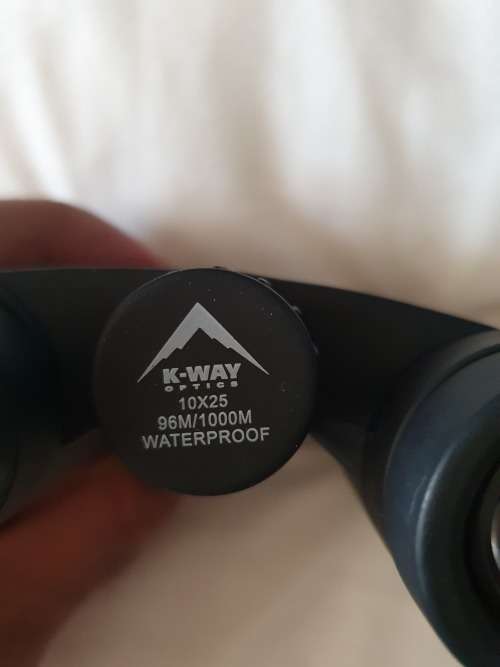 K-WAY
OPTICS
10X25
96M/1000M
WATERPROOF